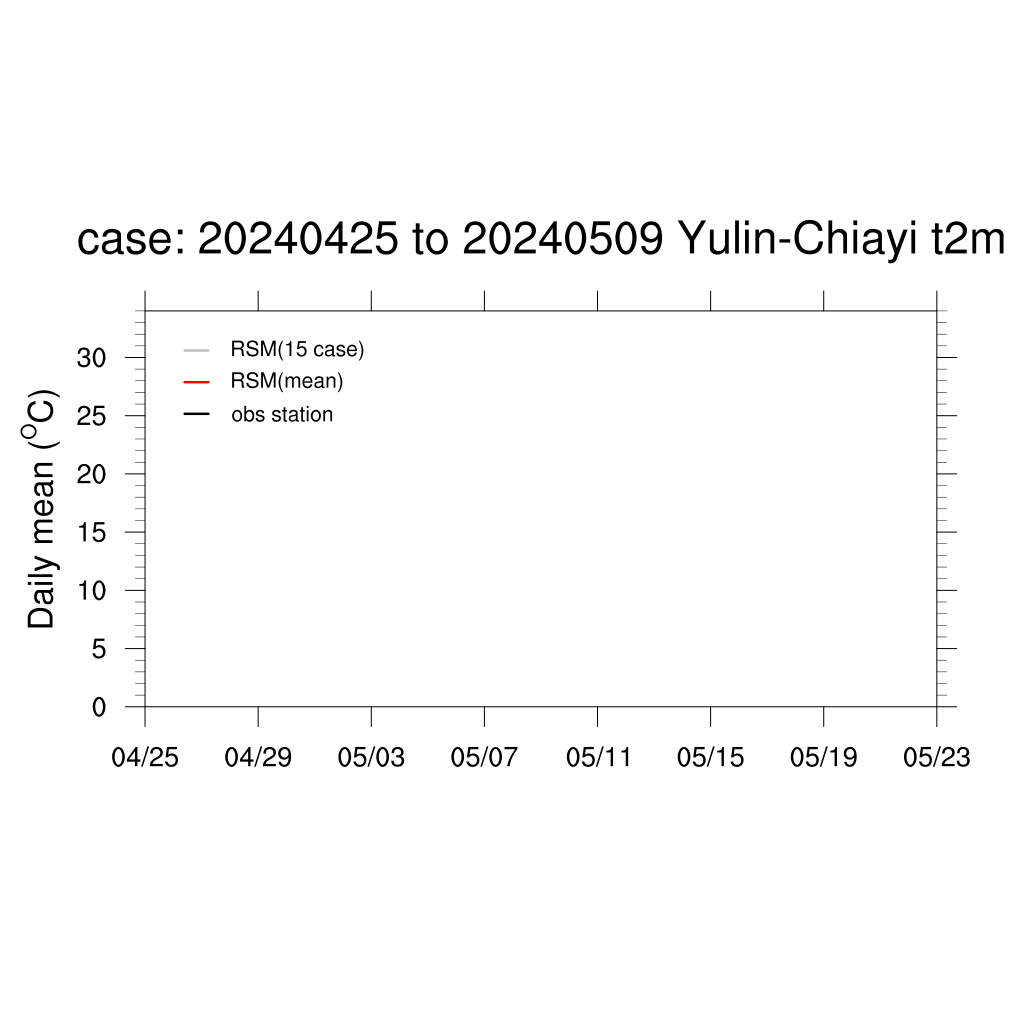 case: 20240425 to 20240509 Yulin-Chiayi t2m
RSM(15 case)
RSM(mean)
obs station
Daily mean (°C)
30
25
20
15
10
5
0
04/25 04/29 05/03 05/07 05/11 05/15 05/19 05/23